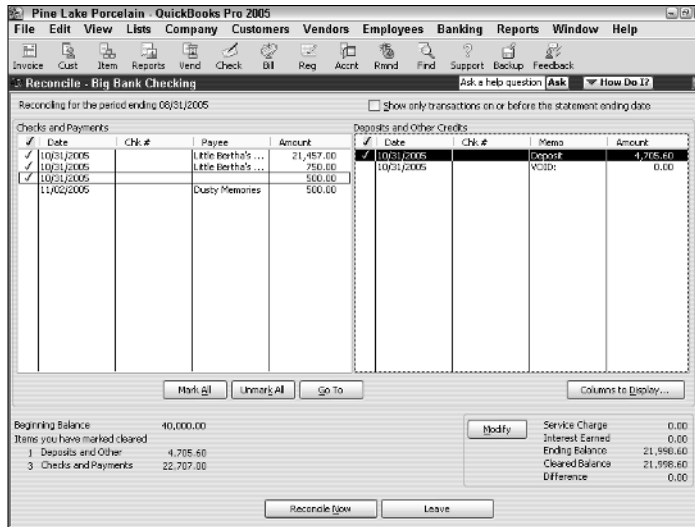 Pine Lake Porcelain - QuickBooks Pro 2005
File Edit View Lists Company Customers Vendors Employees Banking Reports Window Help
Invoice Cust Item Reports Vend Check Bill Reg Accnt Rmnd Find Support Backup Feedback
Reconcile - Big Bank Checking
Ask a help question Ask How Do I?
Reconciling for the period ending 08/31/2005
Show only transactions on or before the statement ending date
Checks and Payments
✓ Date Chk # Payee Amount
✓ 10/31/2005 Little Bertha's ... 21,457.00
✓ 10/31/2005 Little Bertha's ... 750.00
✓ 10/31/2005 500.00
11/02/2005 Dusty Memories 500.00
Deposits and Other Credits
✓ Date Chk # Memo Amount
✓ 10/31/2005 Deposit 4,705.60
10/31/2005 VOID: 0.00
Mark All Unmark All Go To Columns to Display...
Beginning Balance 40,000.00
Items you have marked cleared
1 Deposits and Other 4,705.60
3 Checks and Payments 22,707.00
Modify
Service Charge 0.00
Interest Earned 0.00
Ending Balance 21,998.60
Cleared Balance 21,998.60
Difference 0.00
Reconcile Now Leave